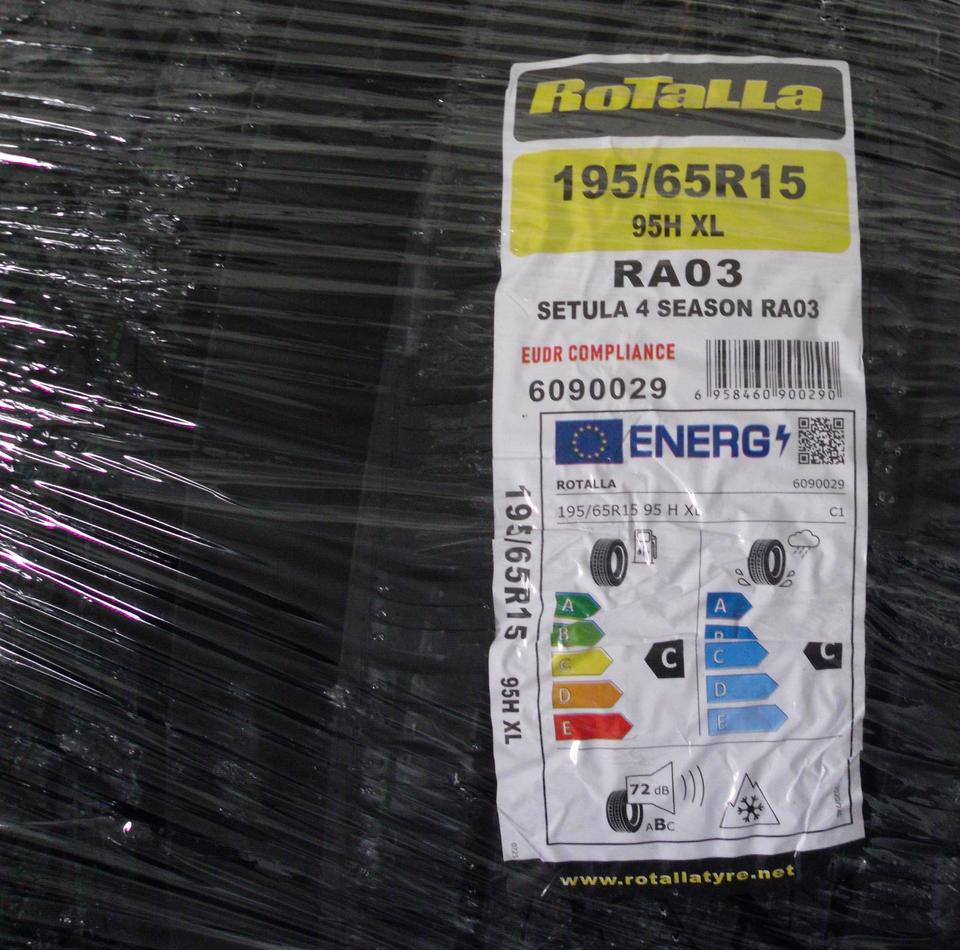 RoTaLLa
195/65R15
95H XL
RA03
SETULA 4 SEASON RA03
EUDR COMPLIANCE
6090029
6 958460 900290
ENERG
ROTALLA 6090029
195/65R15 95 H XL C1
A
B
C
D
E
C
A
B
C
D
E
C
72 dB
ABC
195/65R15 95H XL
www.rotallatyre.net